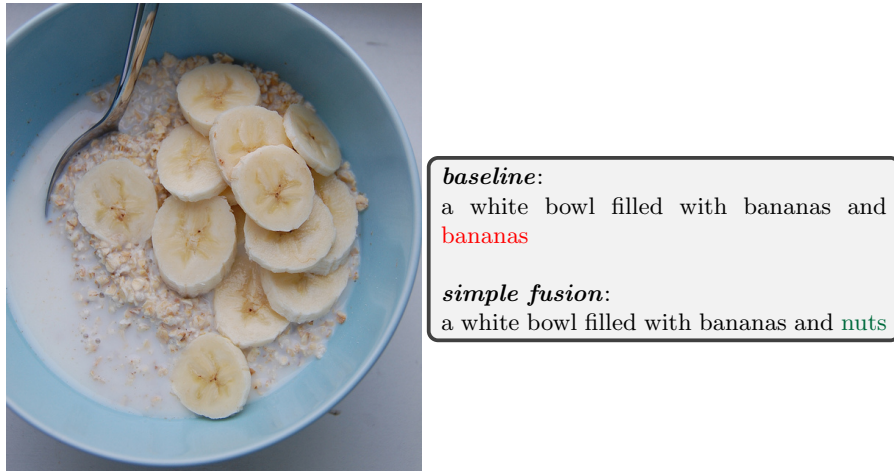 baseline:
a white bowl filled with bananas and
bananas
simple fusion:
a white bowl filled with bananas and nuts